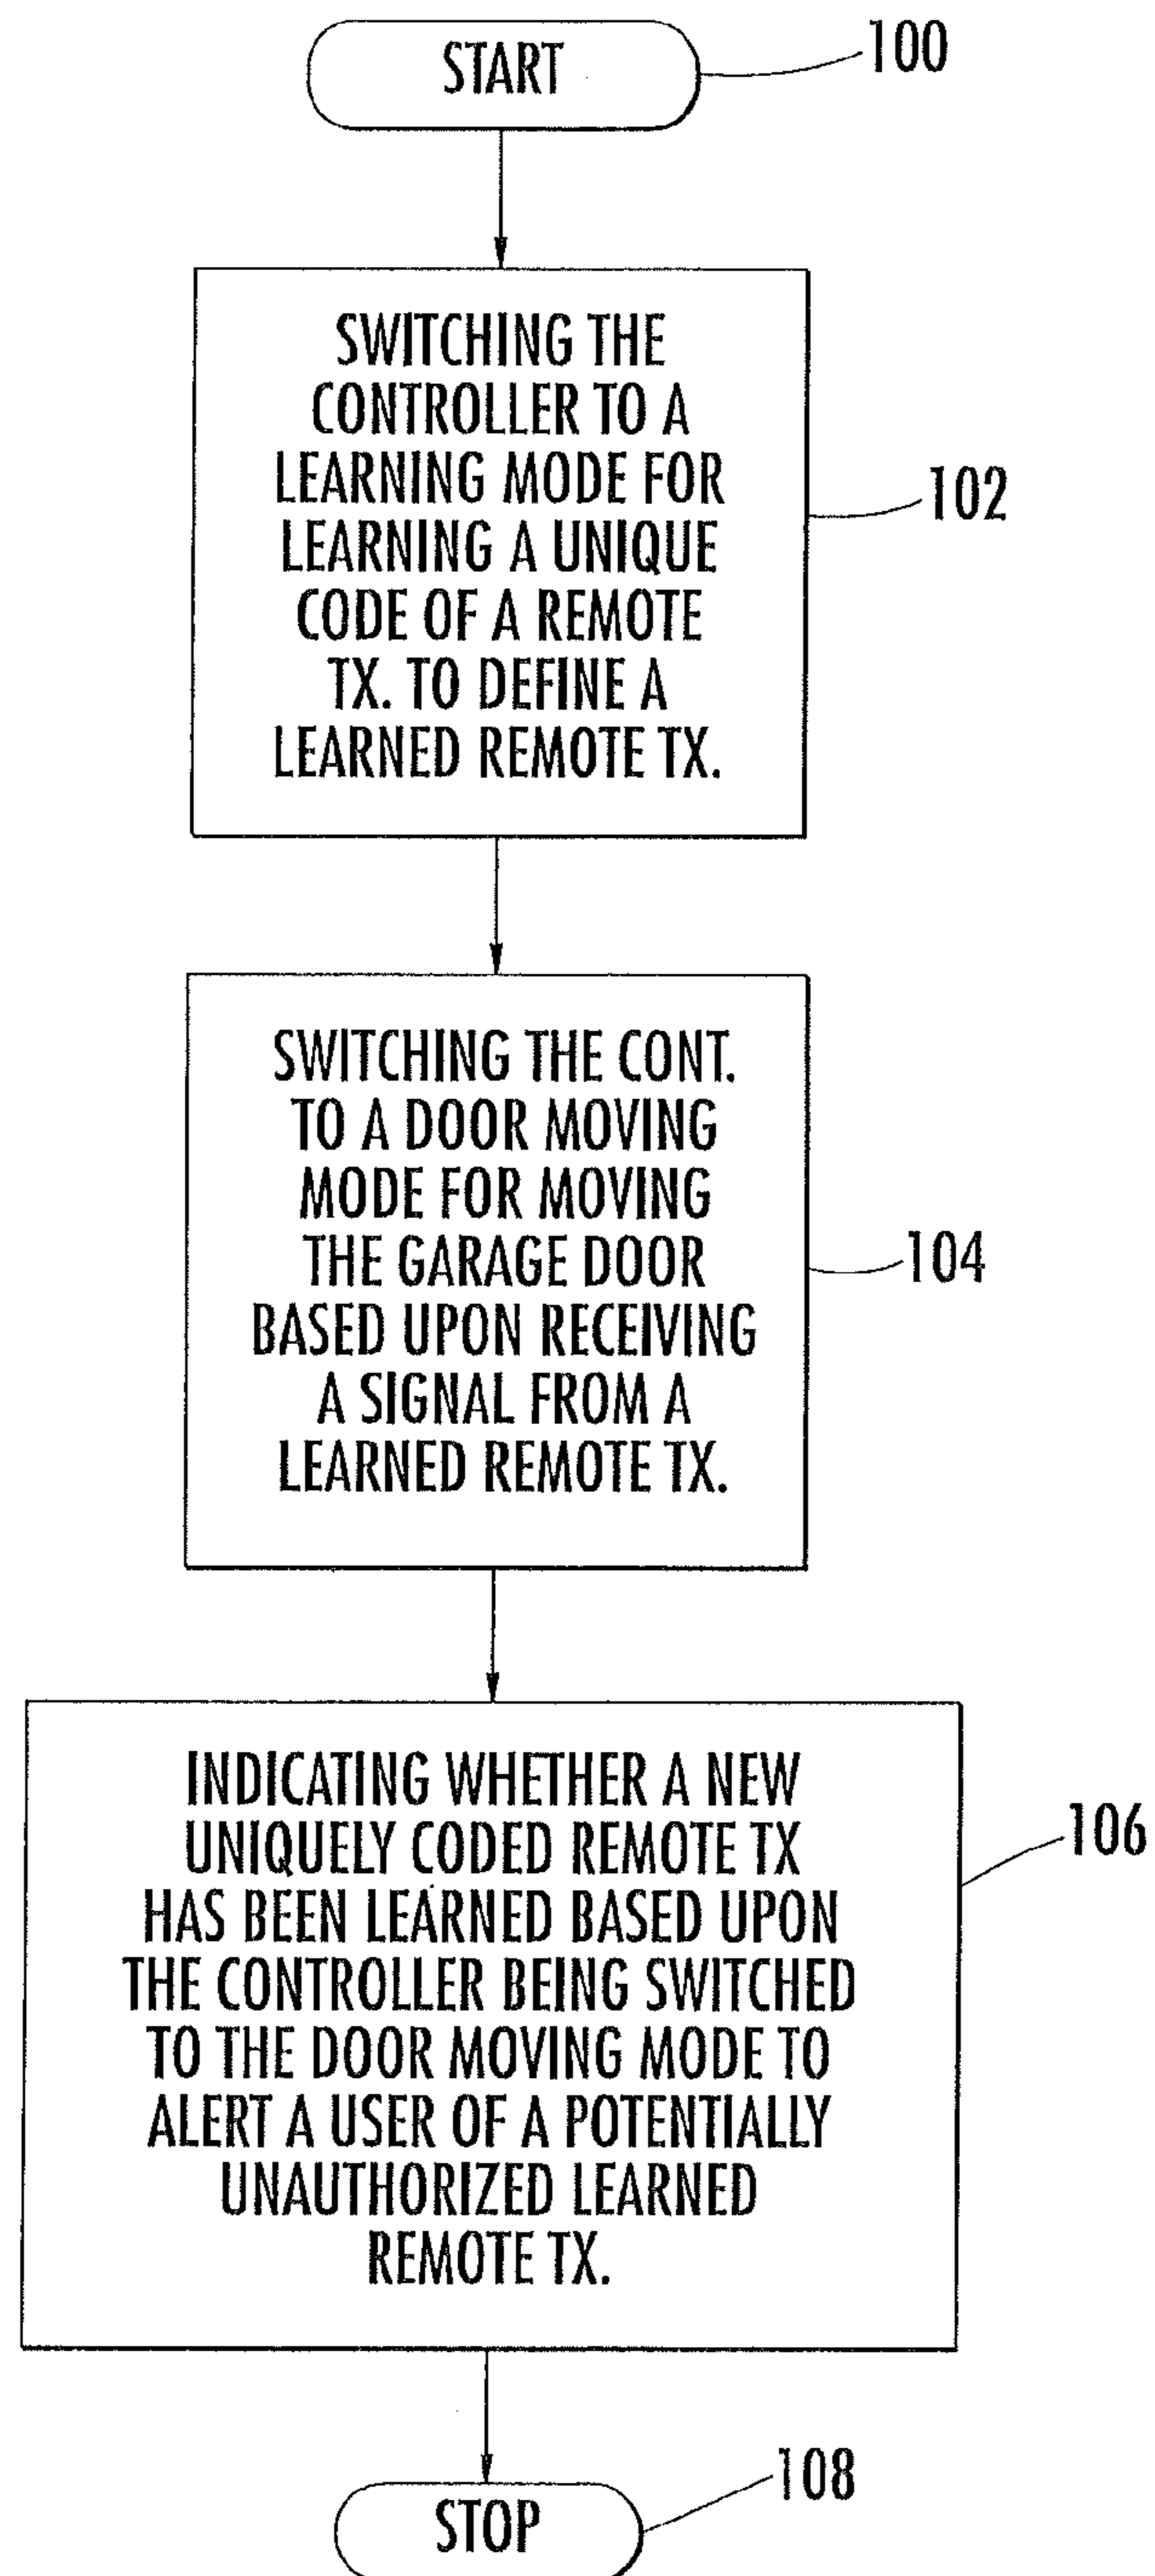 START
100
SWITCHING THE
CONTROLLER TO A
LEARNING MODE FOR
LEARNING A UNIQUE
CODE OF A REMOTE
TX. TO DEFINE A
LEARNED REMOTE TX.
102
SWITCHING THE CONT.
TO A DOOR MOVING
MODE FOR MOVING
THE GARAGE DOOR
BASED UPON RECEIVING
A SIGNAL FROM A
LEARNED REMOTE TX.
104
INDICATING WHETHER A NEW
UNIQUELY CODED REMOTE TX
HAS BEEN LEARNED BASED UPON
THE CONTROLLER BEING SWITCHED
TO THE DOOR MOVING MODE TO
ALERT A USER OF A POTENTIALLY
UNAUTHORIZED LEARNED
REMOTE TX.
106
STOP
108